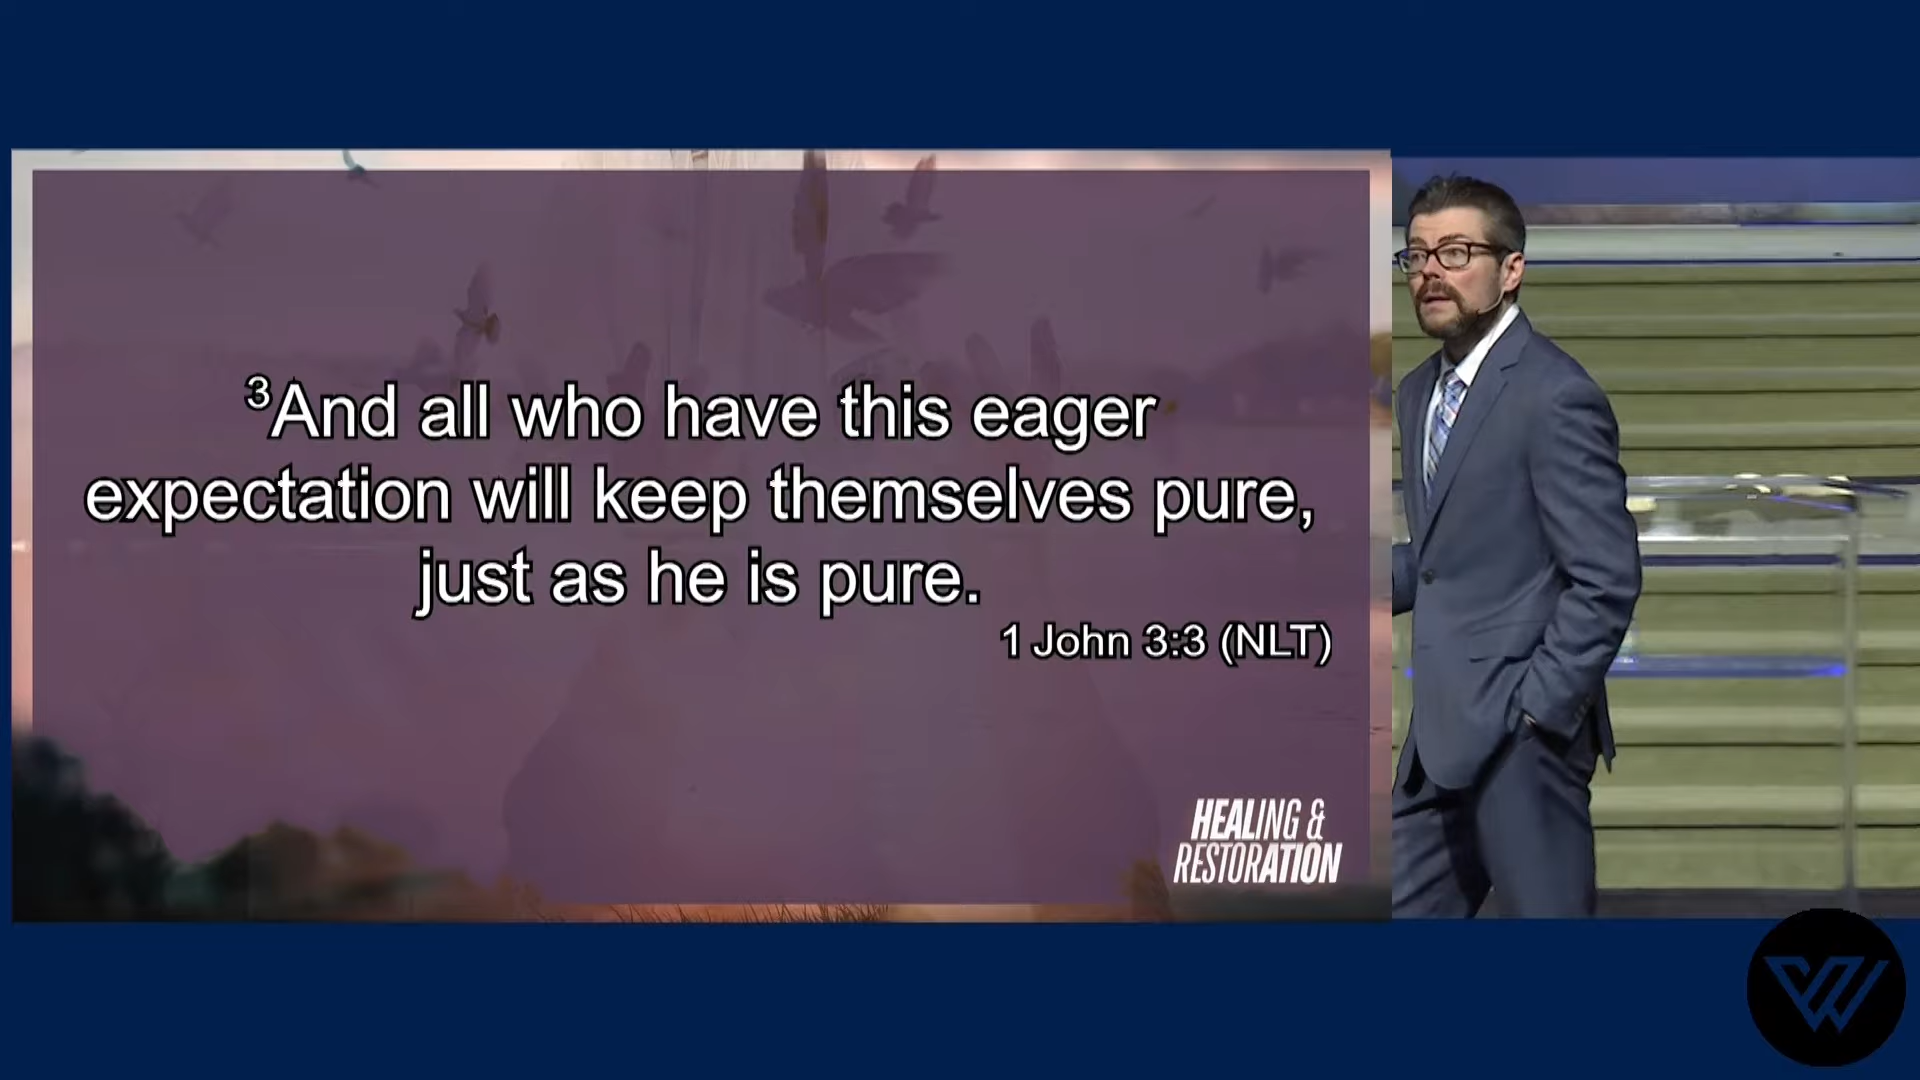 ³And all who have this eager
expectation will keep themselves pure,
just as he is pure.
1 John 3:3 (NLT)
HEALING &
RESTORATION